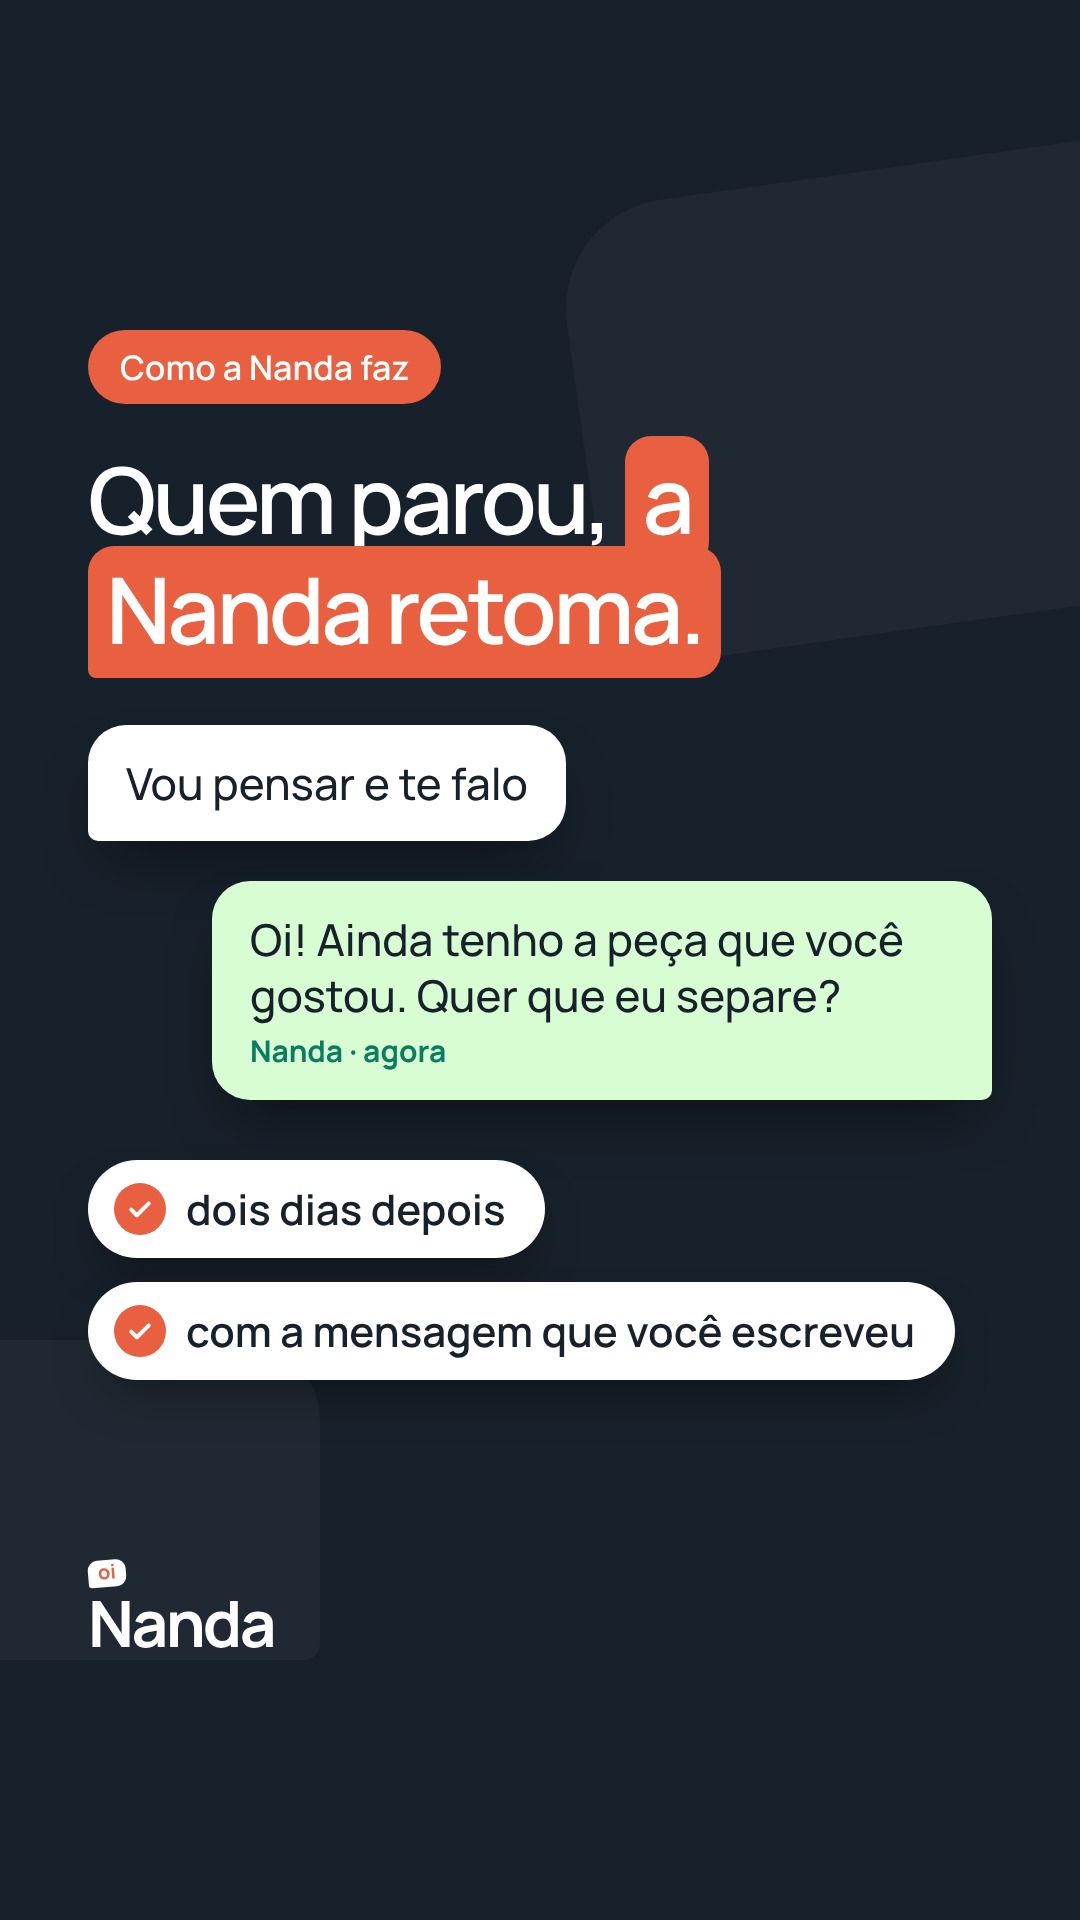 Como a Nanda faz
Quem parou, a
Nanda retoma.
Vou pensar e te falo
Oi! Ainda tenho a peça que você
gostou. Quer que eu separe?
Nanda · agora
dois dias depois
com a mensagem que você escreveu
oi
Nanda